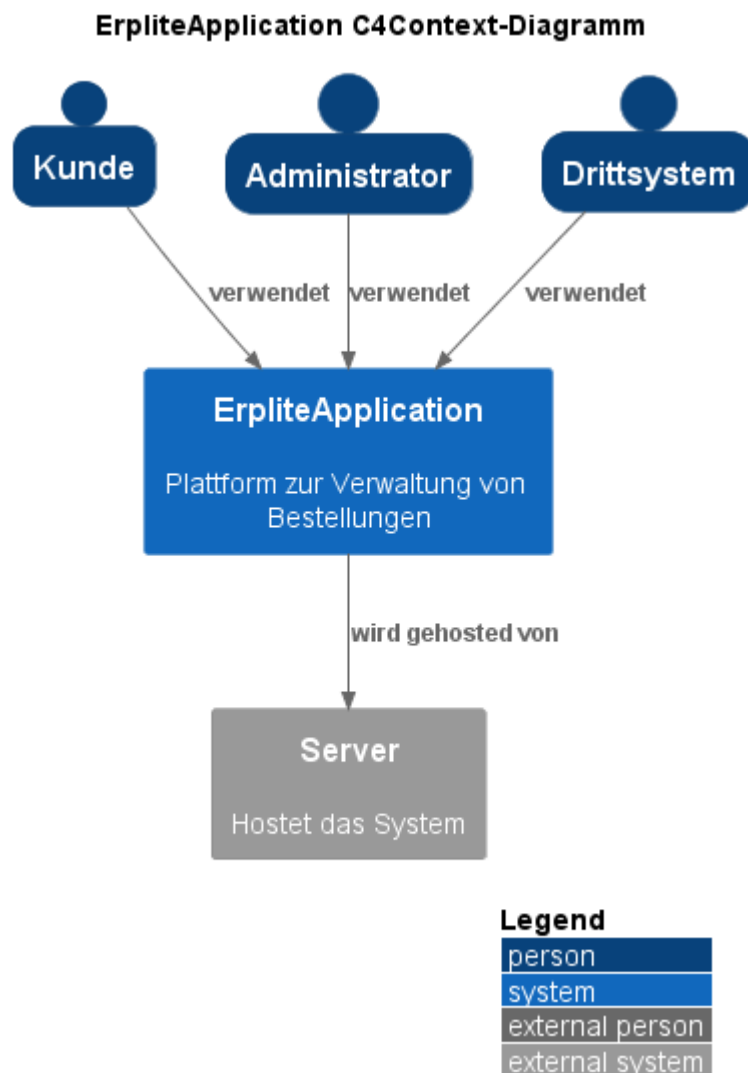 ErpliteApplication C4Context-Diagramm
Kunde
Administrator
Drittsystem
verwendet
verwendet
verwendet
ErpliteApplication
Plattform zur Verwaltung von
Bestellungen
wird gehosted von
Server
Hostet das System
Legend
person
system
external person
external system